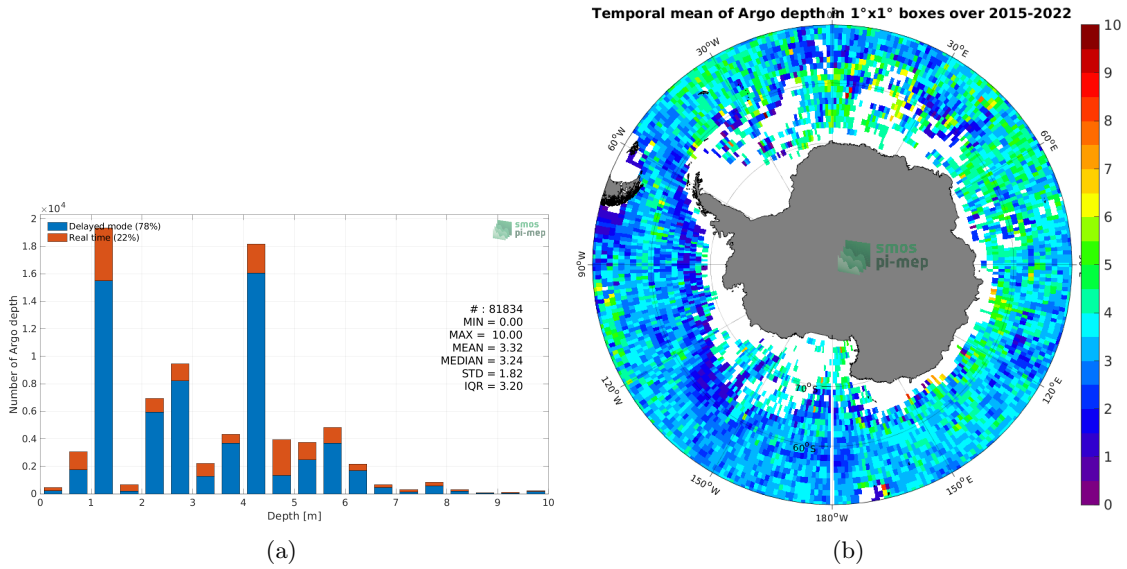 ×10⁴
2
1.8
1.6
1.4
1.2
1
0.8
0.6
0.4
0.2
0
Number of Argo depth
Delayed mode (78%)
Real time (22%)
smos
pi-mep
# : 81834
MIN = 0.00
MAX = 10.00
MEAN = 3.32
MEDIAN = 3.24
STD = 1.82
IQR = 3.20
0 1 2 3 4 5 6 7 8 9 10
Depth [m]
(a)
Temporal mean of Argo depth in 1°x1° boxes over 2015-2022
30°W
30°E
60°W
60°E
90°W
120°W
120°E
150°W
150°E
180°W
70°S
60°S
smos
pi-mep
10
9
8
7
6
5
4
3
2
1
0
(b)